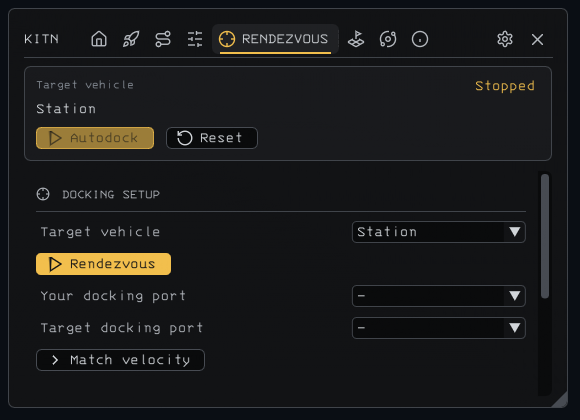 KITN RENDEZVOUS
Target vehicle
Stopped
Station
Autodock Reset
DOCKING SETUP
Target vehicle Station
Rendezvous
Your docking port –
Target docking port –
Match velocity